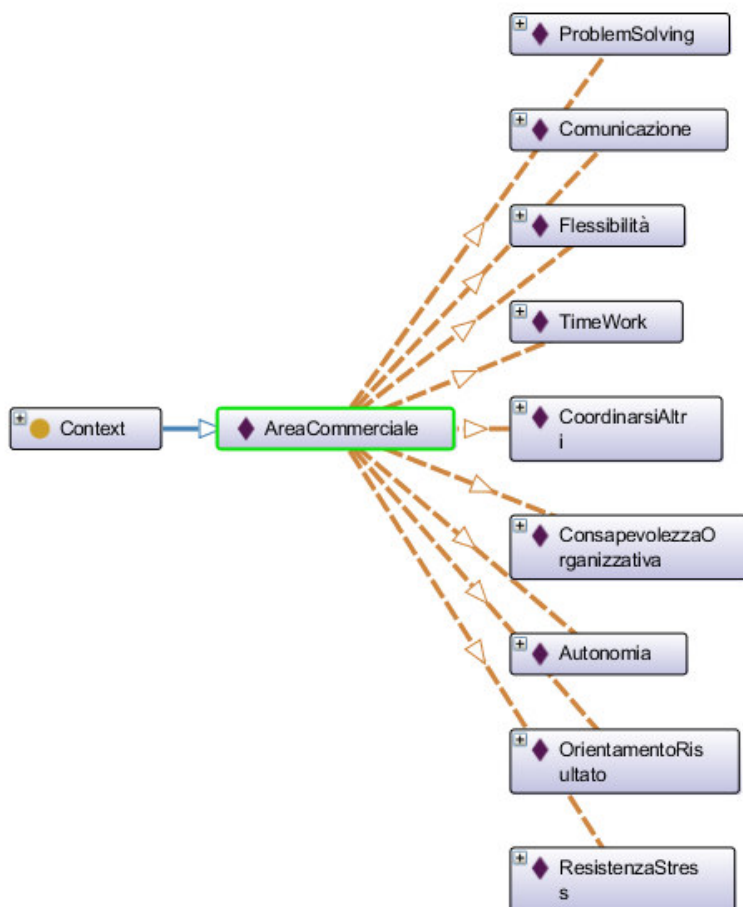 ProblemSolving
Comunicazione
Flessibilità
TimeWork
Context
AreaCommerciale
CoordinarsiAltr
i
ConsapevolezzaO
rganizzativa
Autonomia
OrientamentoRis
ultato
ResistenzaStres
s